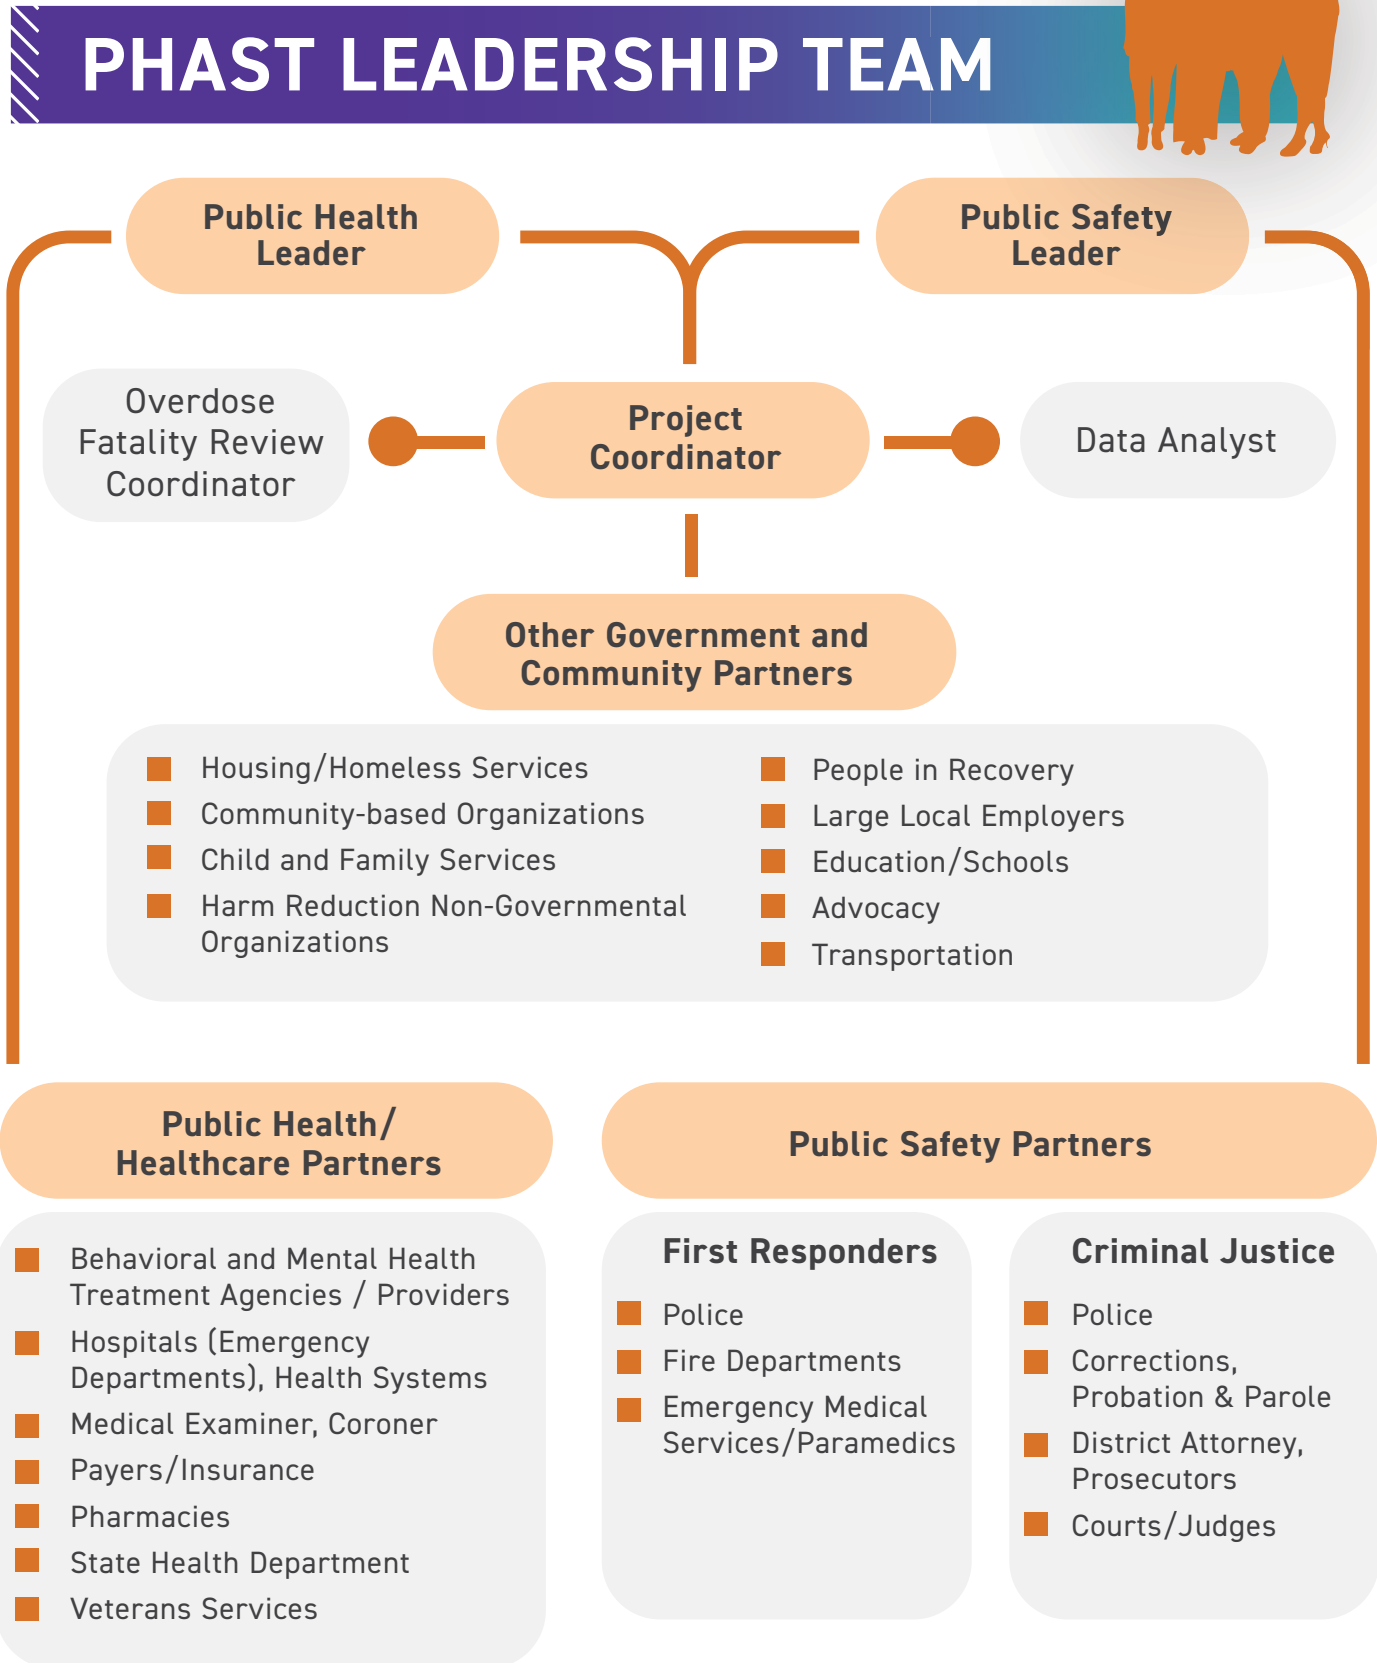 PHAST LEADERSHIP TEAM
Public Health
Leader
Public Safety
Leader
Overdose
Fatality Review
Coordinator
Project
Coordinator
Data Analyst
Other Government and
Community Partners
Housing/Homeless Services
Community-based Organizations
Child and Family Services
Harm Reduction Non-Governmental
Organizations
People in Recovery
Large Local Employers
Education/Schools
Advocacy
Transportation
Public Health/
Healthcare Partners
Behavioral and Mental Health
Treatment Agencies / Providers
Hospitals (Emergency
Departments), Health Systems
Medical Examiner, Coroner
Payers/Insurance
Pharmacies
State Health Department
Veterans Services
Public Safety Partners
First Responders
Police
Fire Departments
Emergency Medical
Services/Paramedics
Criminal Justice
Police
Corrections,
Probation & Parole
District Attorney,
Prosecutors
Courts/Judges